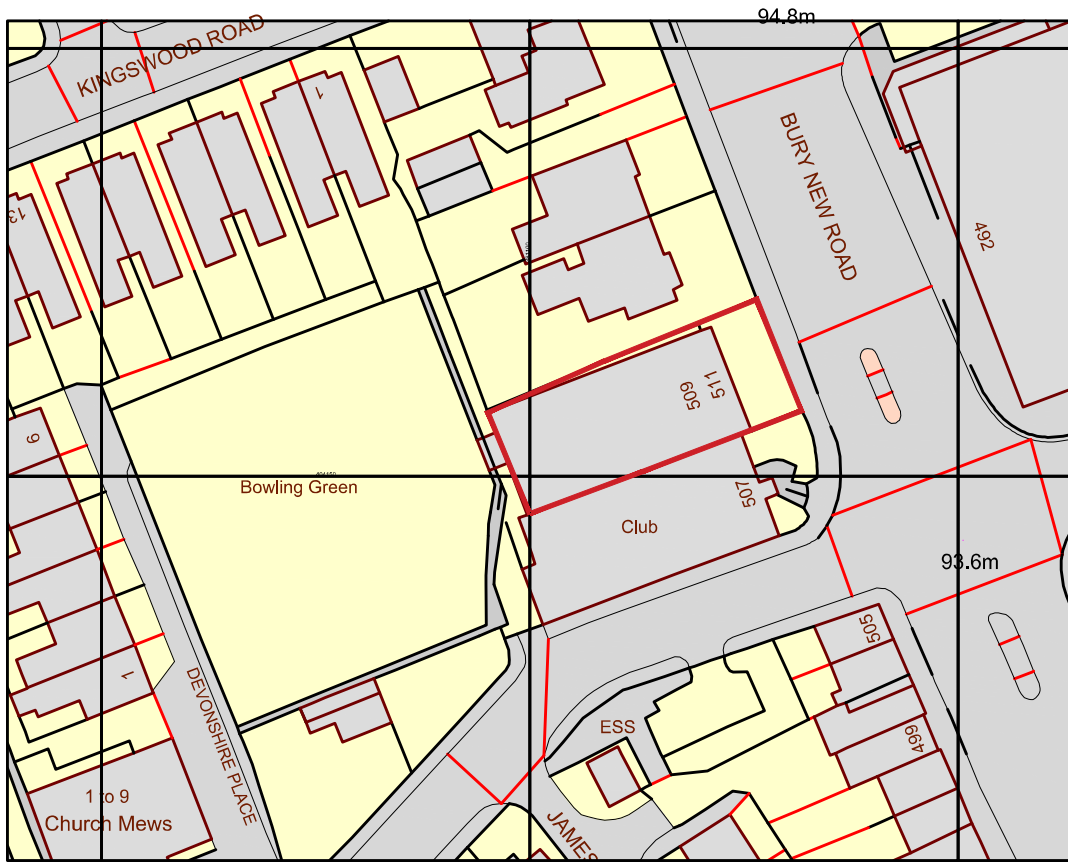 94.8m
KINGSWOOD ROAD
1
BURY NEW ROAD
13
492
511
509
9
Bowling Green
507
Club
93.6m
505
1
DEVONSHIRE PLACE
ESS
499
1 to 9
Church Mews
JAMES